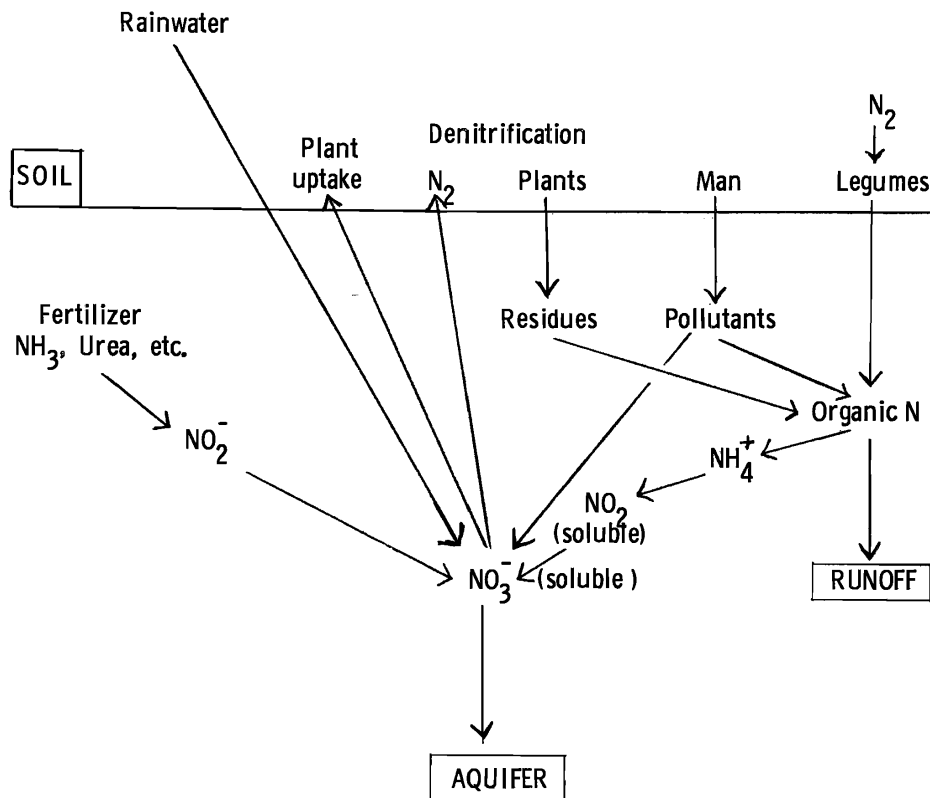 Rainwater
N₂
Denitrification
Plant
uptake
SOIL
N₂
Plants
Man
Legumes
Fertilizer
NH₃, Urea, etc.
Residues
Pollutants
Organic N
NO₂⁻
NH₄⁺
NO₂
(soluble)
NO₃⁻ (soluble )
RUNOFF
AQUIFER